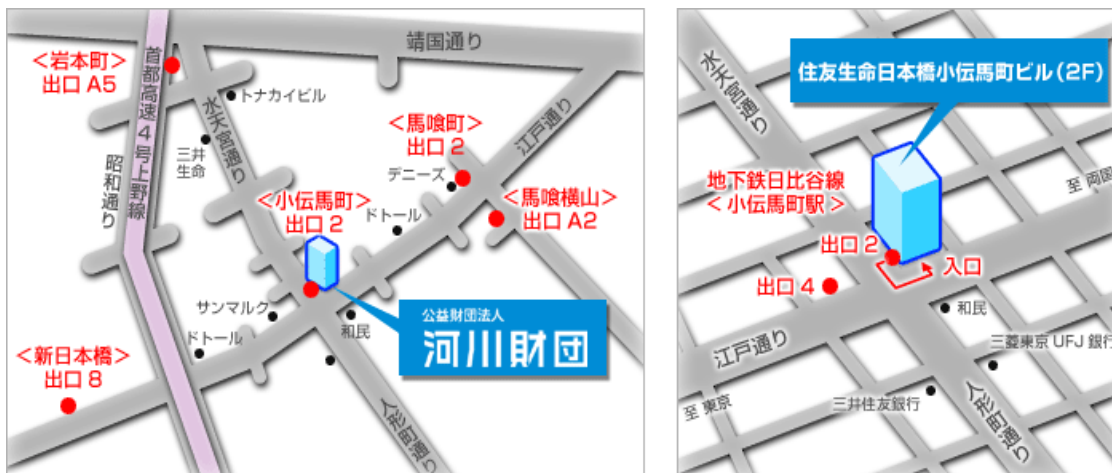 靖国通り
<岩本町>
出口 A5
首都高速4号上野線
昭和通り
水天宮通り
トナカイビル
三井
生命
<馬喰町>
出口 2
デニーズ
江戸通り
<小伝馬町>
出口 2
ドトール
<馬喰横山>
出口 A2
サンマルク
和民
ドトール
公益財団法人
河川財団
<新日本橋>
出口 8
人形町通り
水天宮通り
住友生命日本橋小伝馬町ビル(2F)
地下鉄日比谷線
<小伝馬町駅>
至 両国
出口 2
入口
出口 4
和民
江戸通り
三菱東京UFJ銀行
至 東京
三井住友銀行
人形町通り